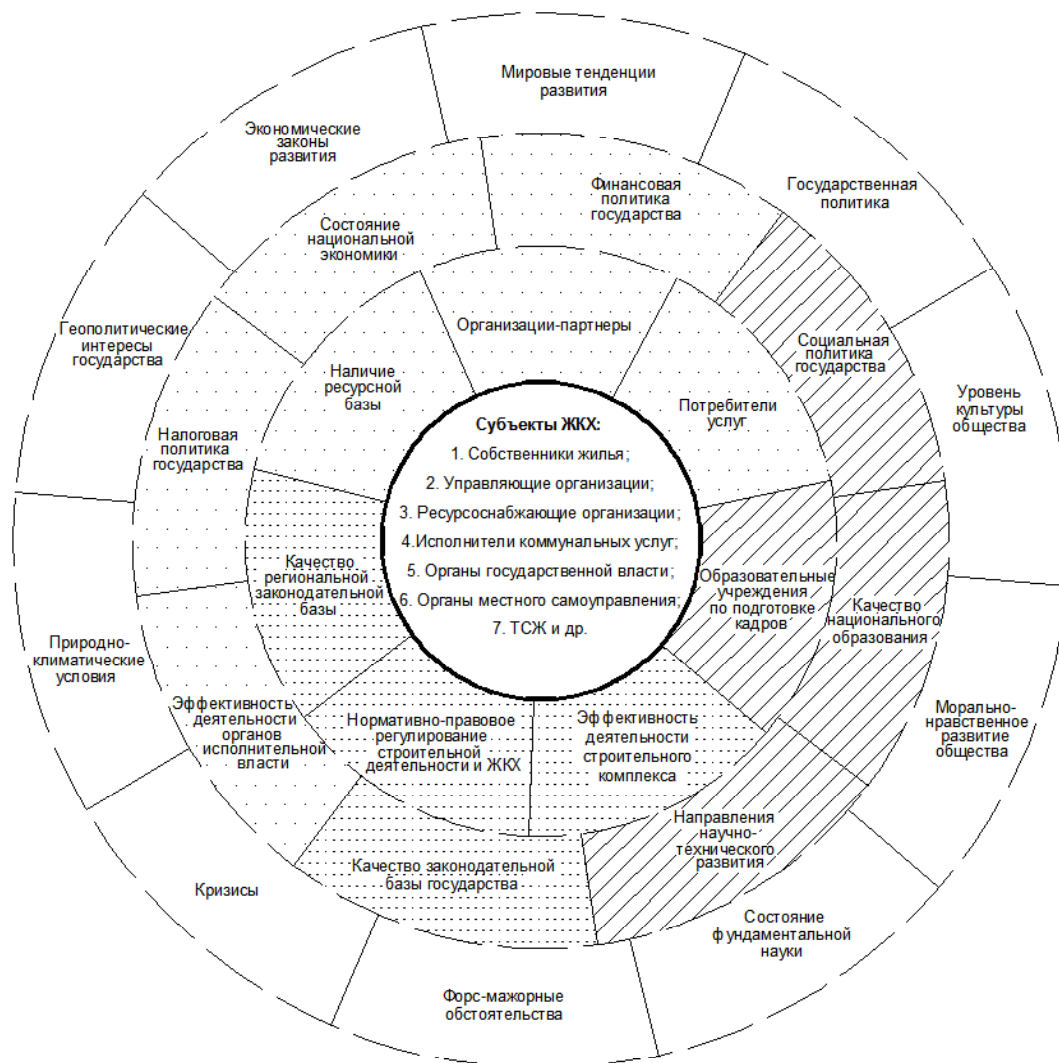 Мировые тенденции
развития
Экономические
законы
развития
Государственная
политика
Финансовая
политика
государства
Состояние
национальной
экономики
Геополитические
интересы
государства
Организации-партнеры
Социальная
политика
государства
Наличие
ресурсной
базы
Потребители
услуг
Уровень
культуры
общества
Налоговая
политика
государства
Субъекты ЖКХ:
1. Собственники жилья;
2. Управляющие организации;
3. Ресурсоснабжающие организации;
4.Исполнители коммунальных услуг;
5. Органы государственной власти;
6. Органы местного самоуправления;
7. ТСЖ и др.
Качество
региональной
законодательной
базы
Образовательные
учреждения
по подготовке
кадров
Качество
национального
образования
Природно-
климатические
условия
Эффективность
деятельности
органов
исполнительной
власти
Нормативно-правовое
регулирование
строительной
деятельности и ЖКХ
Эффективность
деятельности
строительного
комплекса
Морально-
нравственное
развитие
общества
Направления
научно-
технического
развития
Качество законодательной
базы государства
Кризисы
Состояние
фундаментальной
науки
Форс-мажорные
обстоятельства